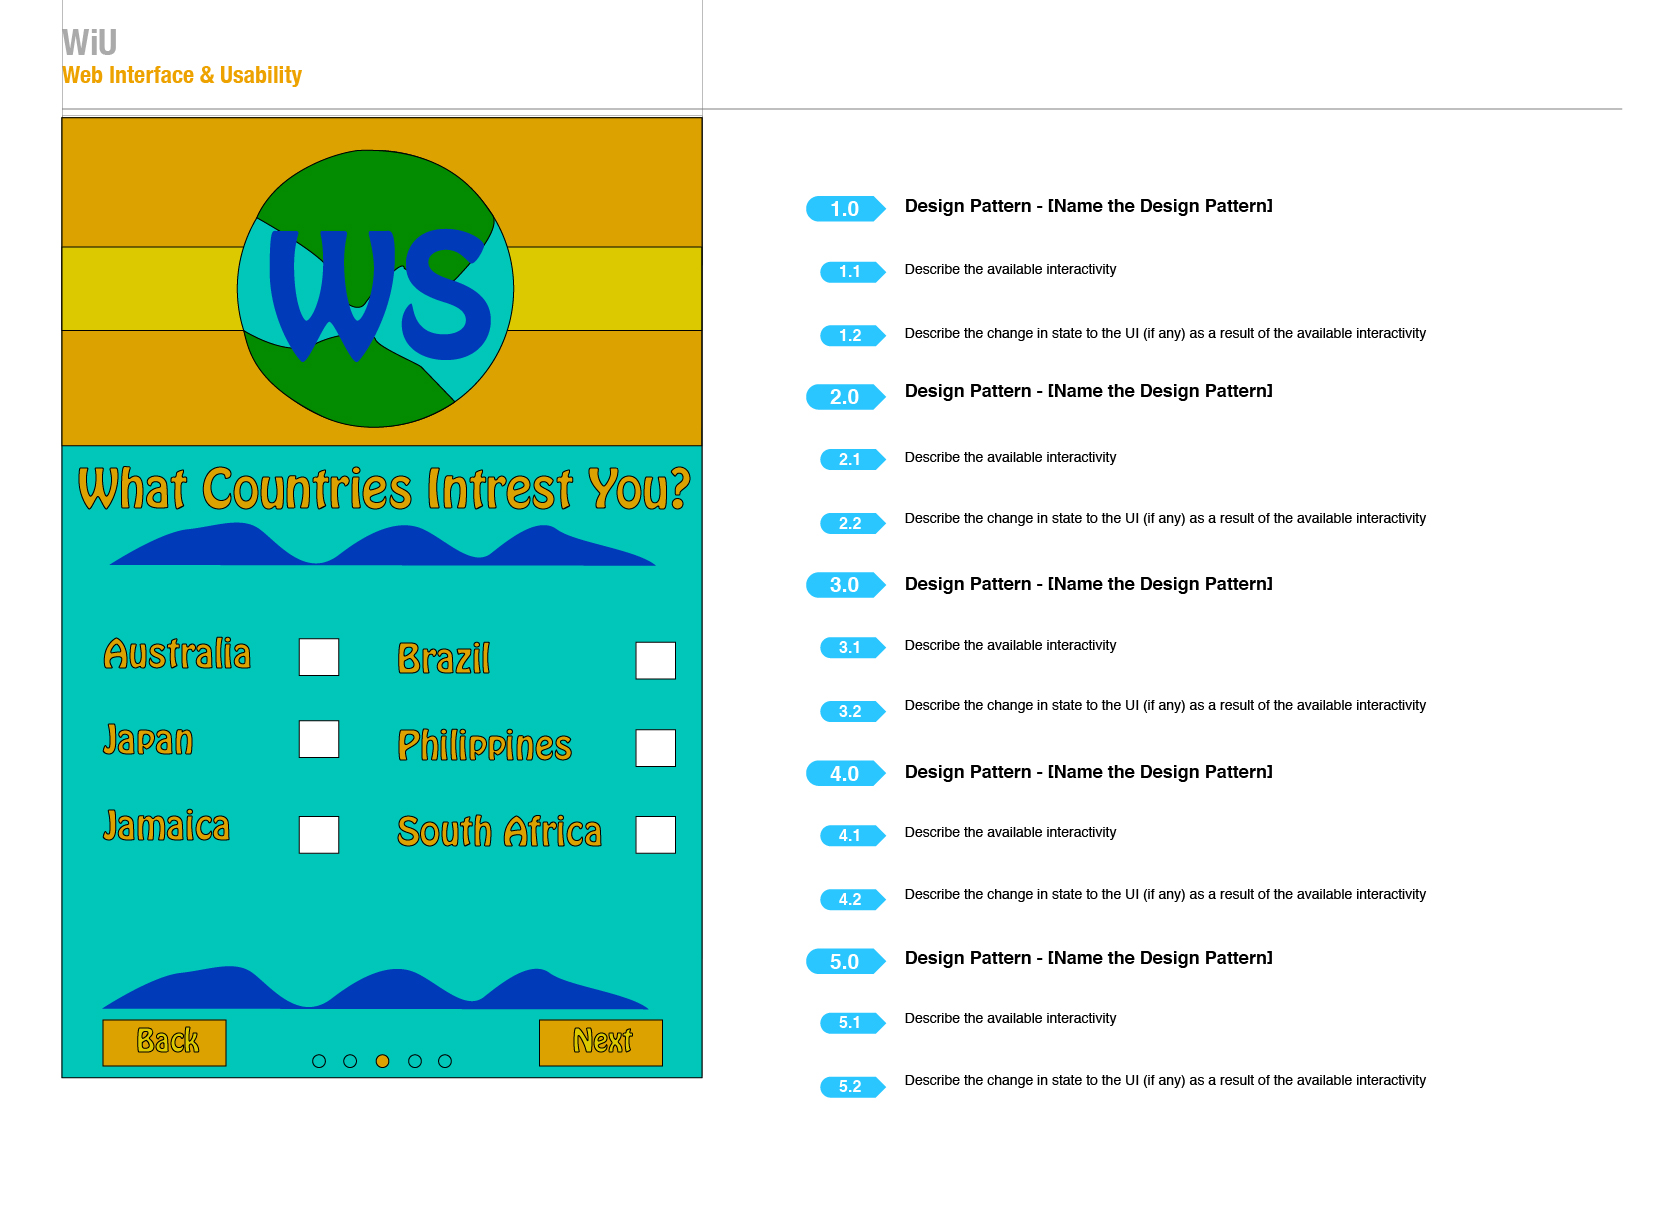 WiU
Web Interface & Usability
WS
What Countries Intrest You?
Australia
Brazil
Japan
Philippines
Jamaica
South Africa
Back
Next
1.0 Design Pattern - [Name the Design Pattern]
1.1 Describe the available interactivity
1.2 Describe the change in state to the UI (if any) as a result of the available interactivity
2.0 Design Pattern - [Name the Design Pattern]
2.1 Describe the available interactivity
2.2 Describe the change in state to the UI (if any) as a result of the available interactivity
3.0 Design Pattern - [Name the Design Pattern]
3.1 Describe the available interactivity
3.2 Describe the change in state to the UI (if any) as a result of the available interactivity
4.0 Design Pattern - [Name the Design Pattern]
4.1 Describe the available interactivity
4.2 Describe the change in state to the UI (if any) as a result of the available interactivity
5.0 Design Pattern - [Name the Design Pattern]
5.1 Describe the available interactivity
5.2 Describe the change in state to the UI (if any) as a result of the available interactivity